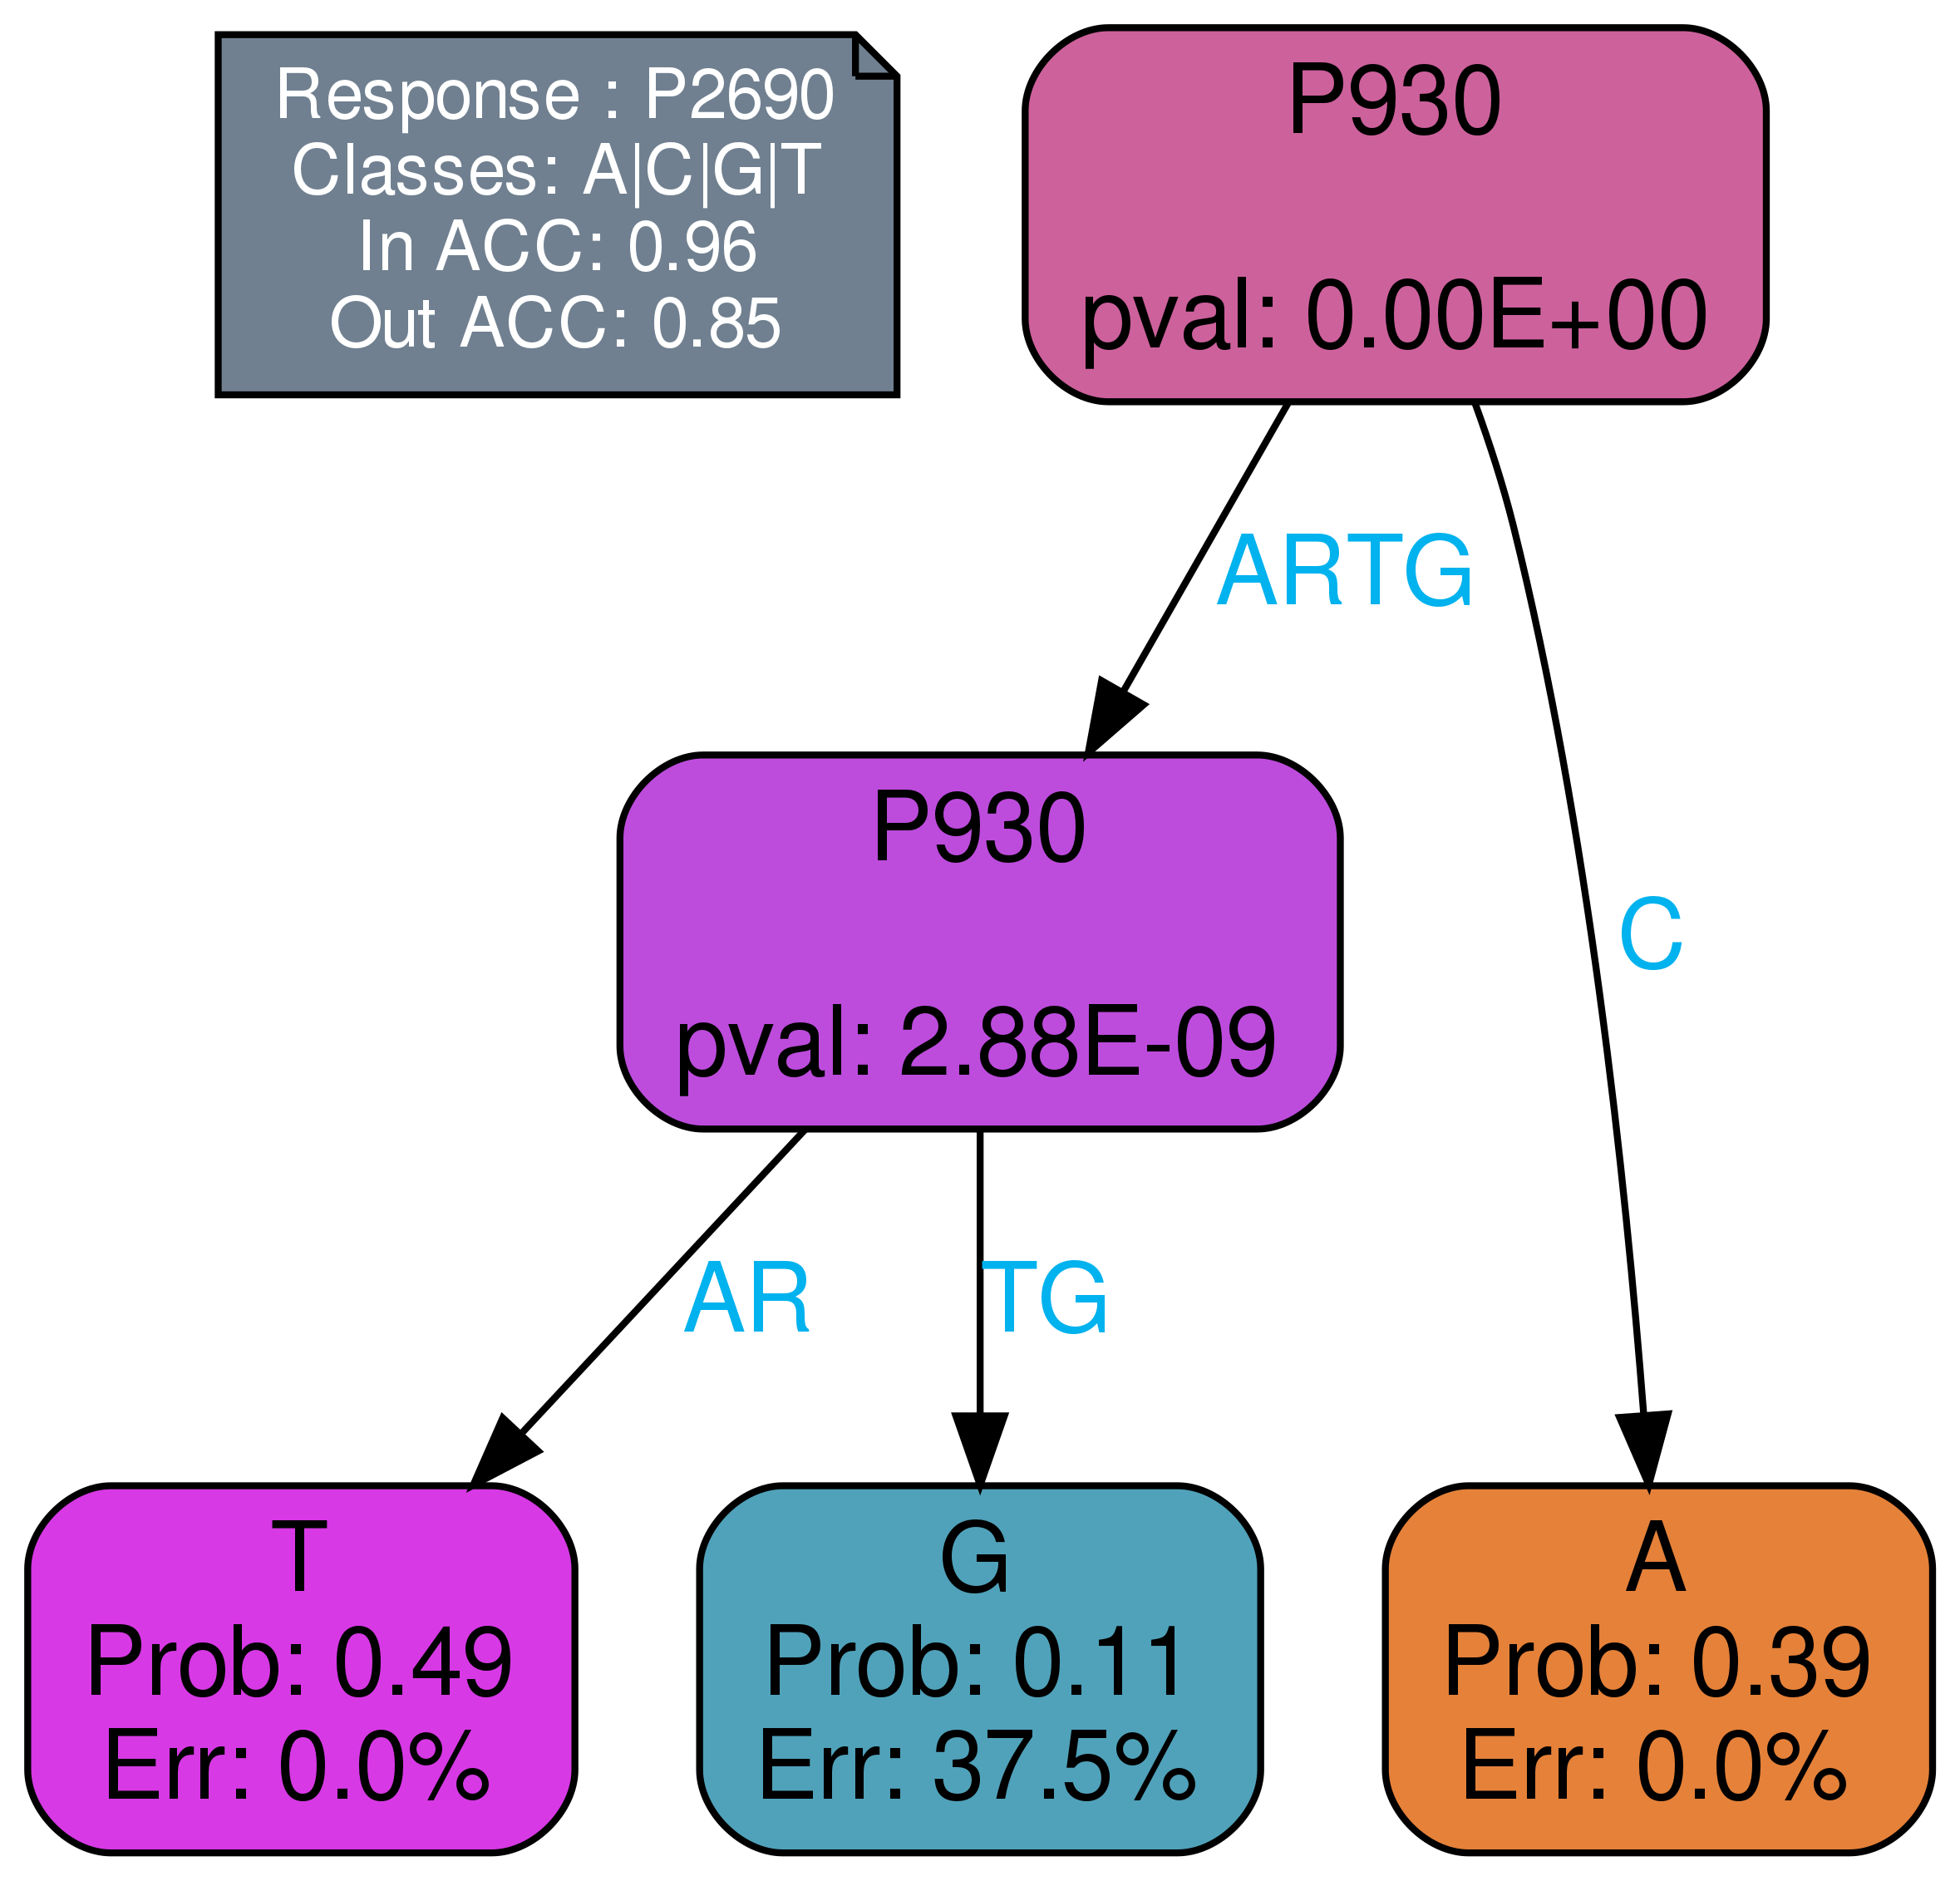 Response : P2690
Classes: A|C|G|T
In ACC: 0.96
Out ACC: 0.85
P930
pval: 0.00E+00
ARTG
C
P930
pval: 2.88E-09
AR
TG
T
Prob: 0.49
Err: 0.0%
G
Prob: 0.11
Err: 37.5%
A
Prob: 0.39
Err: 0.0%